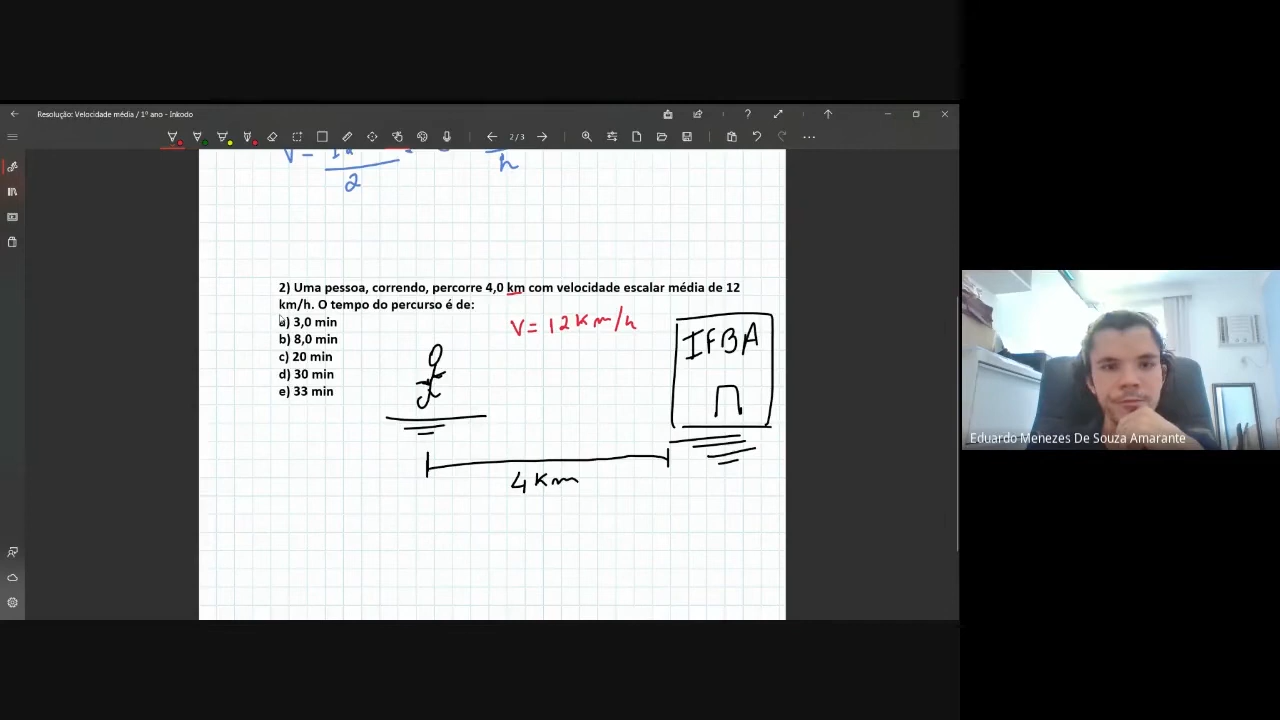 Resolução: Velocidade média / 1º ano - Inkodo
2/3
2
h
2) Uma pessoa, correndo, percorre 4,0 km com velocidade escalar média de 12
km/h. O tempo do percurso é de:
a) 3,0 min
b) 8,0 min
c) 20 min
d) 30 min
e) 33 min
V = 12 Km/h
IFBA
4 Km
Eduardo Menezes De Souza Amarante